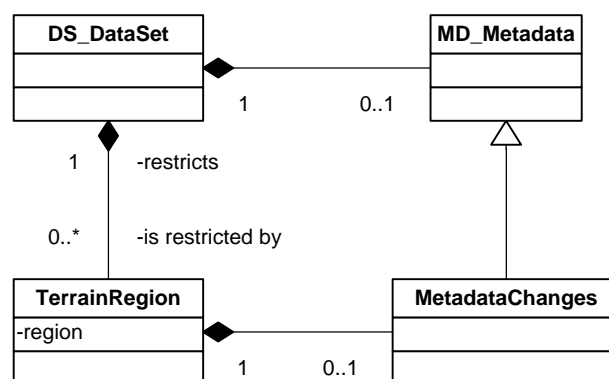 DS_DataSet
MD_Metadata
1
0..1
1
-restricts
0..*
-is restricted by
TerrainRegion
MetadataChanges
-region
1
0..1